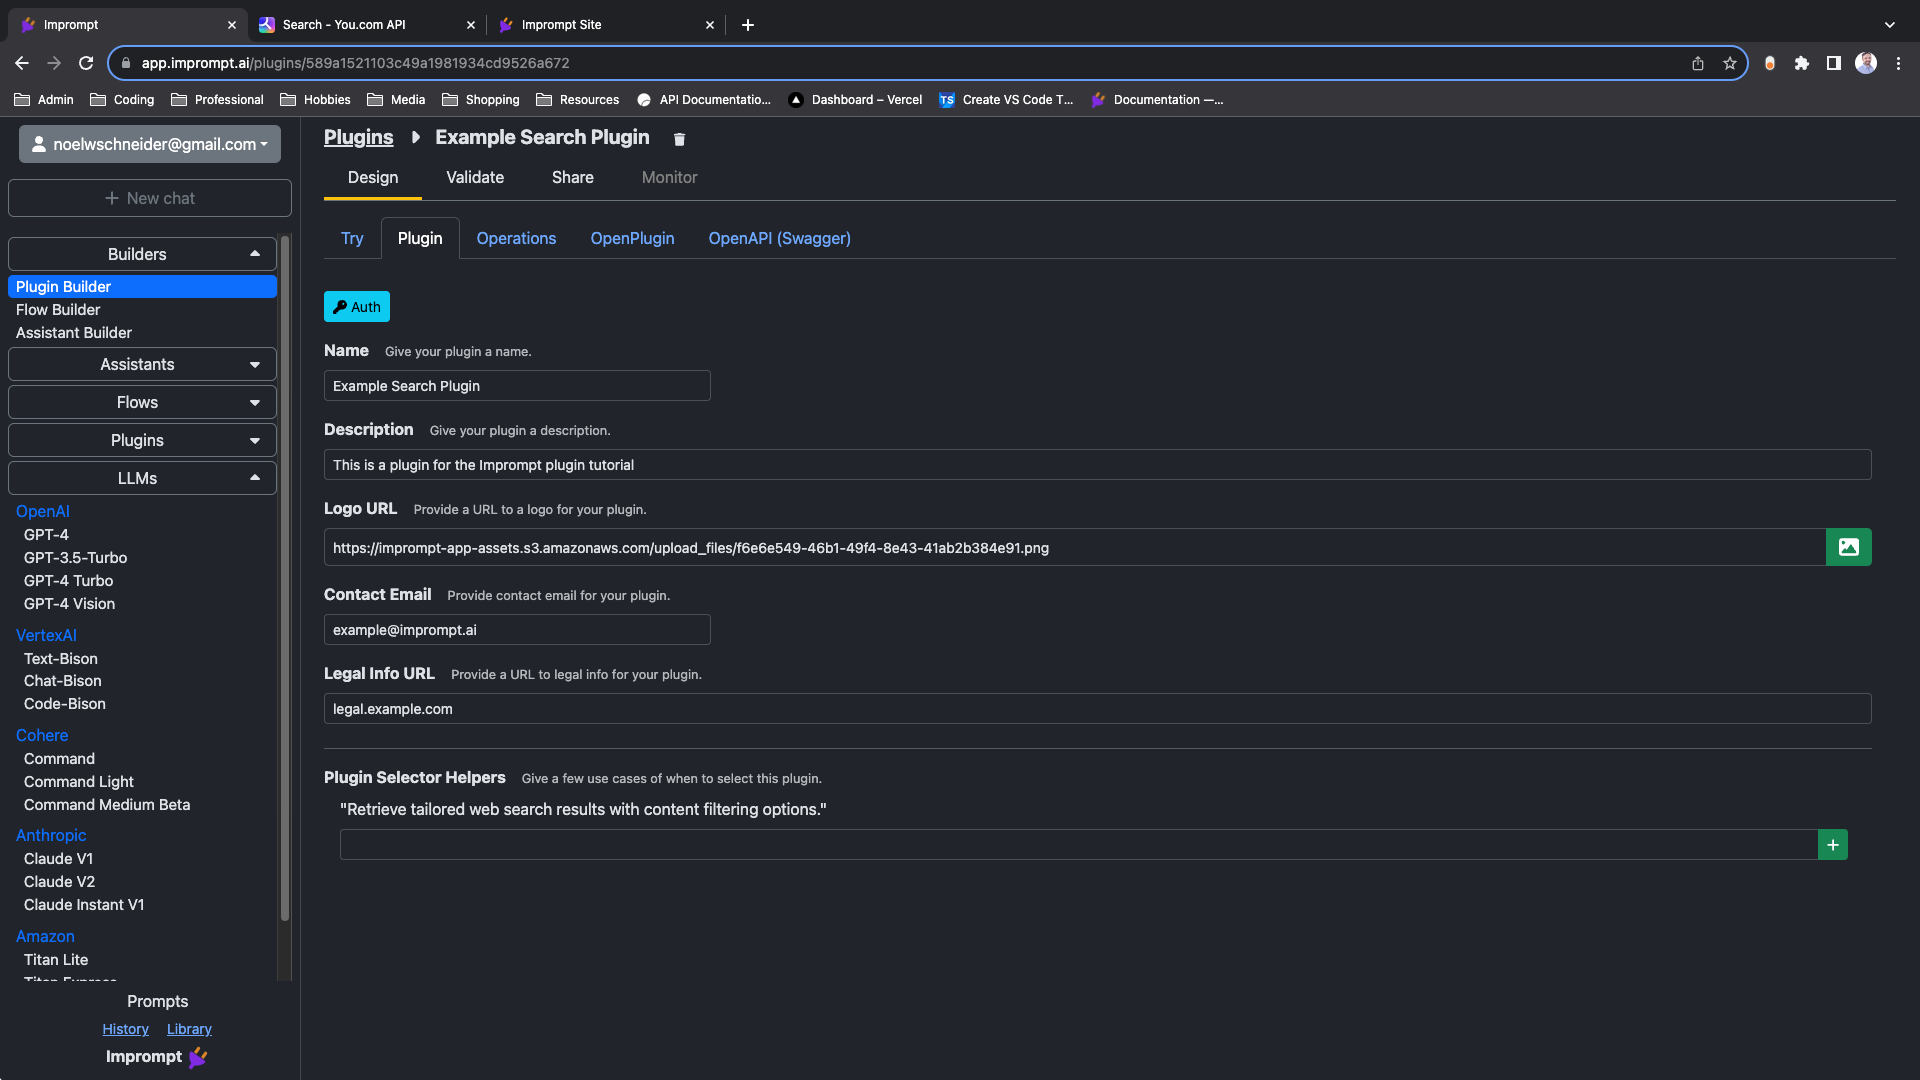 Imprompt
Search - You.com API
Imprompt Site
app.imprompt.ai/plugins/589a1521103c49a1981934cd9526a672
Admin
Coding
Professional
Hobbies
Media
Shopping
Resources
API Documentatio...
Dashboard – Vercel
TS Create VS Code T...
Documentation —...
noelwschneider@gmail.com
New chat
Builders
Plugin Builder
Flow Builder
Assistant Builder
Assistants
Flows
Plugins
LLMs
OpenAI
GPT-4
GPT-3.5-Turbo
GPT-4 Turbo
GPT-4 Vision
VertexAI
Text-Bison
Chat-Bison
Code-Bison
Cohere
Command
Command Light
Command Medium Beta
Anthropic
Claude V1
Claude V2
Claude Instant V1
Amazon
Titan Lite
Titan Express
Prompts
History Library
Imprompt
Plugins Example Search Plugin
Design Validate Share Monitor
Try Plugin Operations OpenPlugin OpenAPI (Swagger)
Auth
Name Give your plugin a name.
Example Search Plugin
Description Give your plugin a description.
This is a plugin for the Imprompt plugin tutorial
Logo URL Provide a URL to a logo for your plugin.
https://imprompt-app-assets.s3.amazonaws.com/upload_files/f6e6e549-46b1-49f4-8e43-41ab2b384e91.png
Contact Email Provide contact email for your plugin.
example@imprompt.ai
Legal Info URL Provide a URL to legal info for your plugin.
legal.example.com
Plugin Selector Helpers Give a few use cases of when to select this plugin.
"Retrieve tailored web search results with content filtering options."